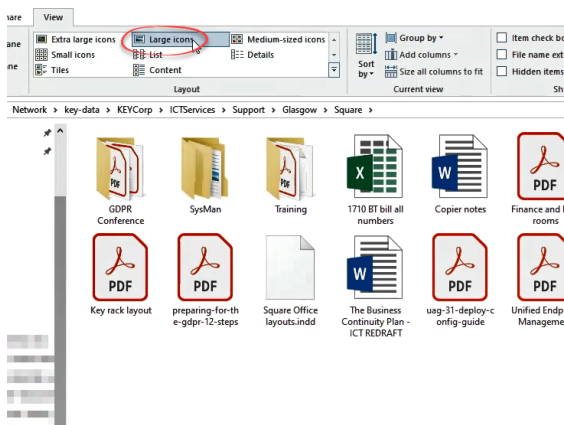 hare View
ane Extra large icons Large icons Medium-sized icons
Small icons List Details
ne Tiles Content
Layout
Sort by
Group by
Add columns
Size all columns to fit
Current view
Item check bo
File name ext
Hidden items
Sh
Network > key-data > KEYCorp > ICTServices > Support > Glasgow > Square >
PDF
X
W
PDF
GDPR Conference
SysMan
Training
1710 BT bill all numbers
Copier notes
Finance and
rooms
PDF
PDF
W
PDF
PDF
Key rack layout
preparing-for-th
e-gdpr-12-steps
Square Office
layouts.indd
The Business
Continuity Plan -
ICT REDRAFT
uag-31-deploy-c
onfig-guide
Unified Endp
Manageme